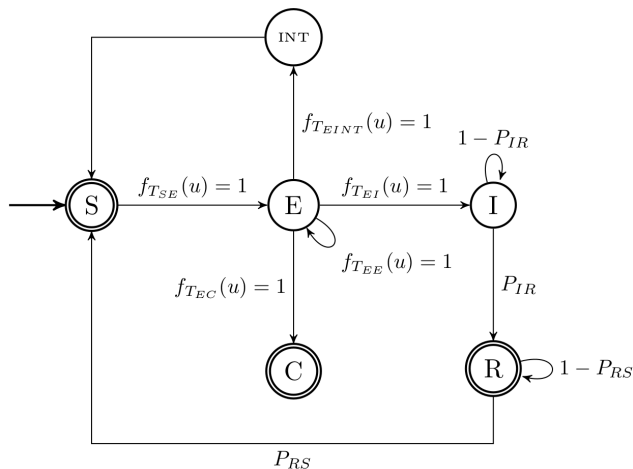 INT
f_{T_{EINT}}(u) = 1
1 − P_{IR}
S
f_{T_{SE}}(u) = 1
E
f_{T_{EI}}(u) = 1
I
f_{T_{EE}}(u) = 1
f_{T_{EC}}(u) = 1
P_{IR}
C
R
1 − P_{RS}
P_{RS}